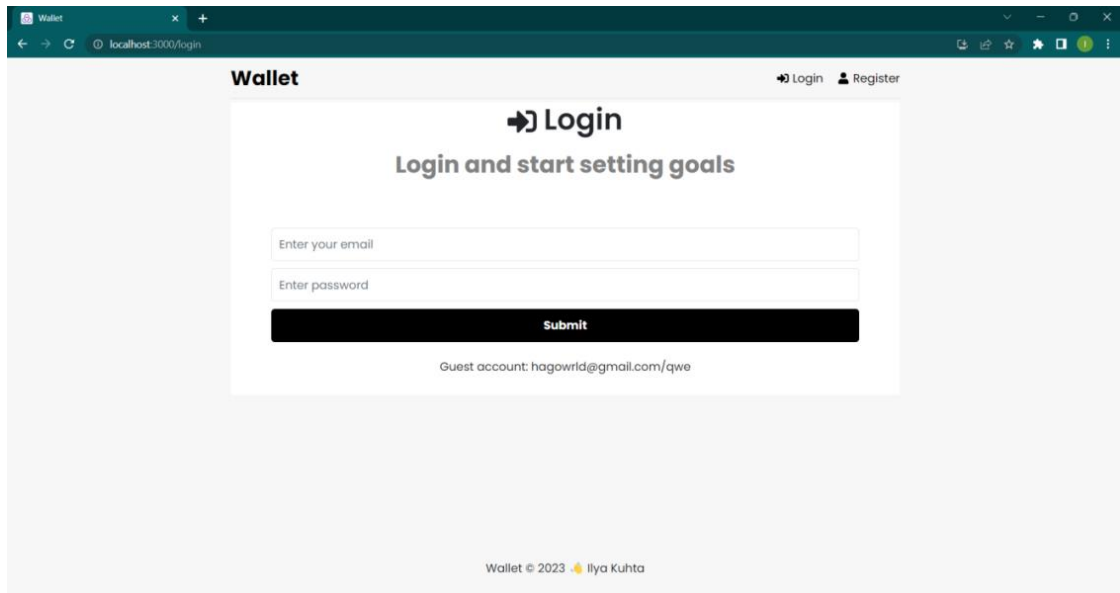 Wallet
localhost:3000/login
Wallet
Login
Register
Login
Login and start setting goals
Enter your email
Enter password
Submit
Guest account: hagowrld@gmail.com/qwe
Wallet © 2023 👋 Ilya Kuhta